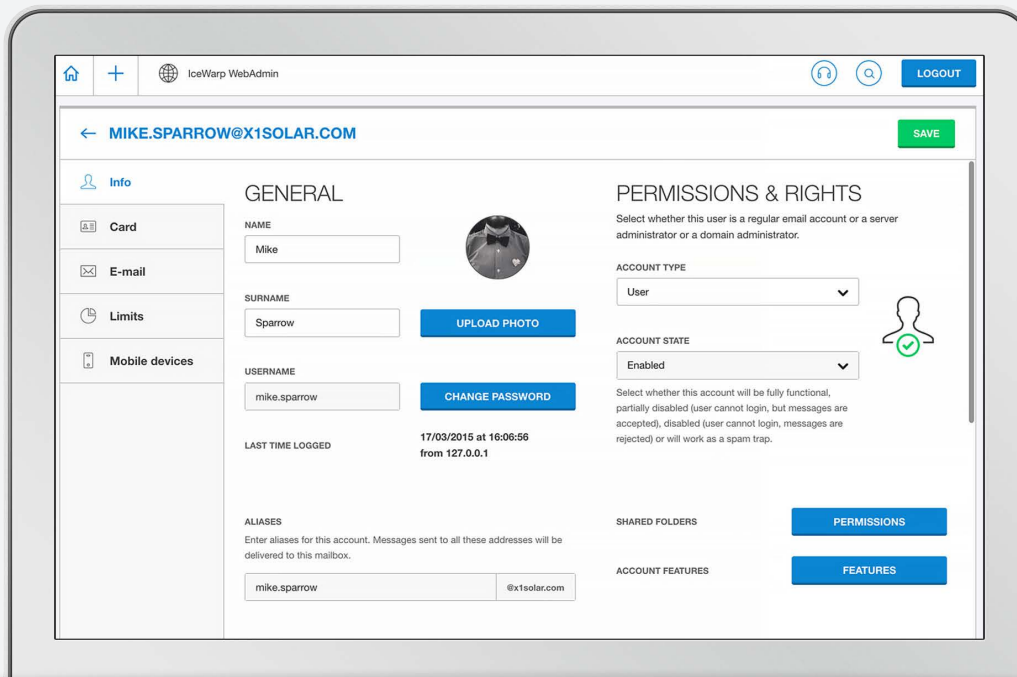 IceWarp WebAdmin
LOGOUT
MIKE.SPARROW@X1SOLAR.COM
SAVE
Info
Card
E-mail
Limits
Mobile devices
GENERAL
NAME
Mike
SURNAME
Sparrow
UPLOAD PHOTO
USERNAME
mike.sparrow
CHANGE PASSWORD
LAST TIME LOGGED
17/03/2015 at 16:06:56
from 127.0.0.1
ALIASES
Enter aliases for this account. Messages sent to all these addresses will be
delivered to this mailbox.
mike.sparrow
@x1solar.com
PERMISSIONS & RIGHTS
Select whether this user is a regular email account or a server
administrator or a domain administrator.
ACCOUNT TYPE
User
ACCOUNT STATE
Enabled
Select whether this account will be fully functional,
partially disabled (user cannot login, but messages are
accepted), disabled (user cannot login, messages are
rejected) or will work as a spam trap.
SHARED FOLDERS
PERMISSIONS
ACCOUNT FEATURES
FEATURES